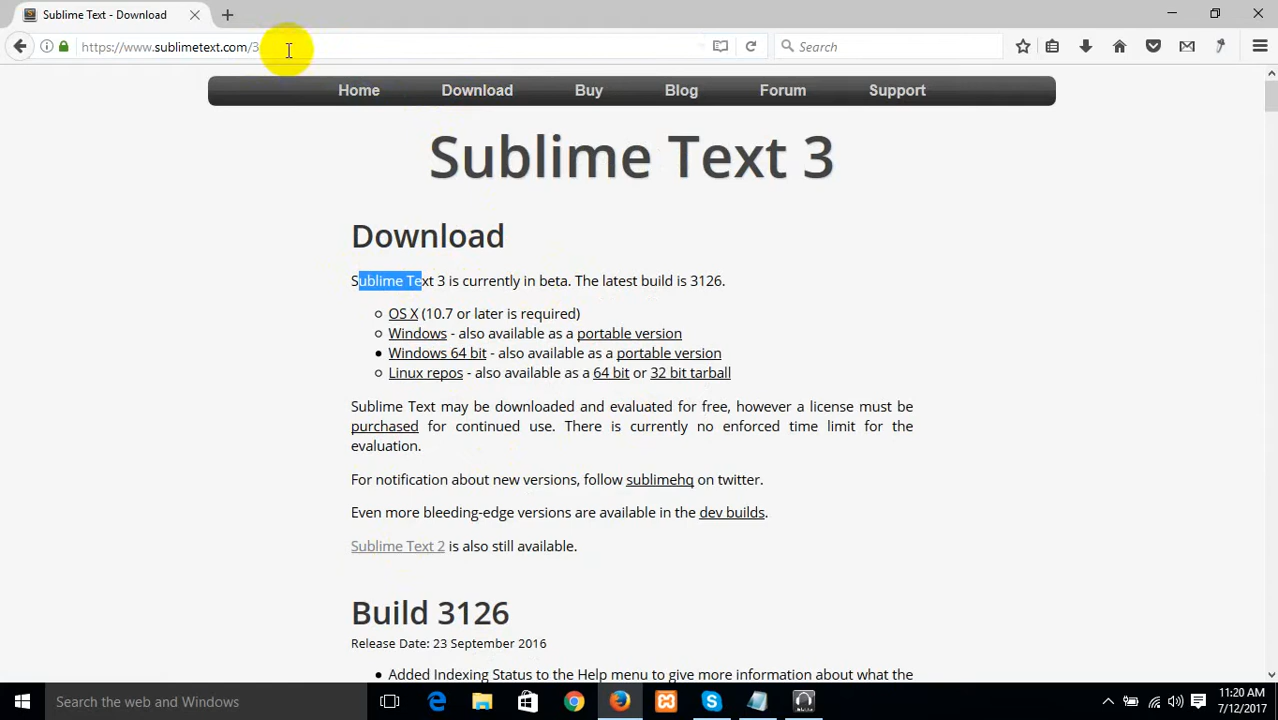 Sublime Text - Download
https://www.sublimetext.com/3
Search
Home Download Buy Blog Forum Support
Sublime Text 3
Download
Sublime Text 3 is currently in beta. The latest build is 3126.
OS X (10.7 or later is required)
Windows - also available as a portable version
Windows 64 bit - also available as a portable version
Linux repos - also available as a 64 bit or 32 bit tarball
Sublime Text may be downloaded and evaluated for free, however a license must be
purchased for continued use. There is currently no enforced time limit for the
evaluation.
For notification about new versions, follow sublimehq on twitter.
Even more bleeding-edge versions are available in the dev builds.
Sublime Text 2 is also still available.
Build 3126
Release Date: 23 September 2016
Added Indexing Status to the Help menu to give more information about what the
Search the web and Windows
11:20 AM
7/12/2017